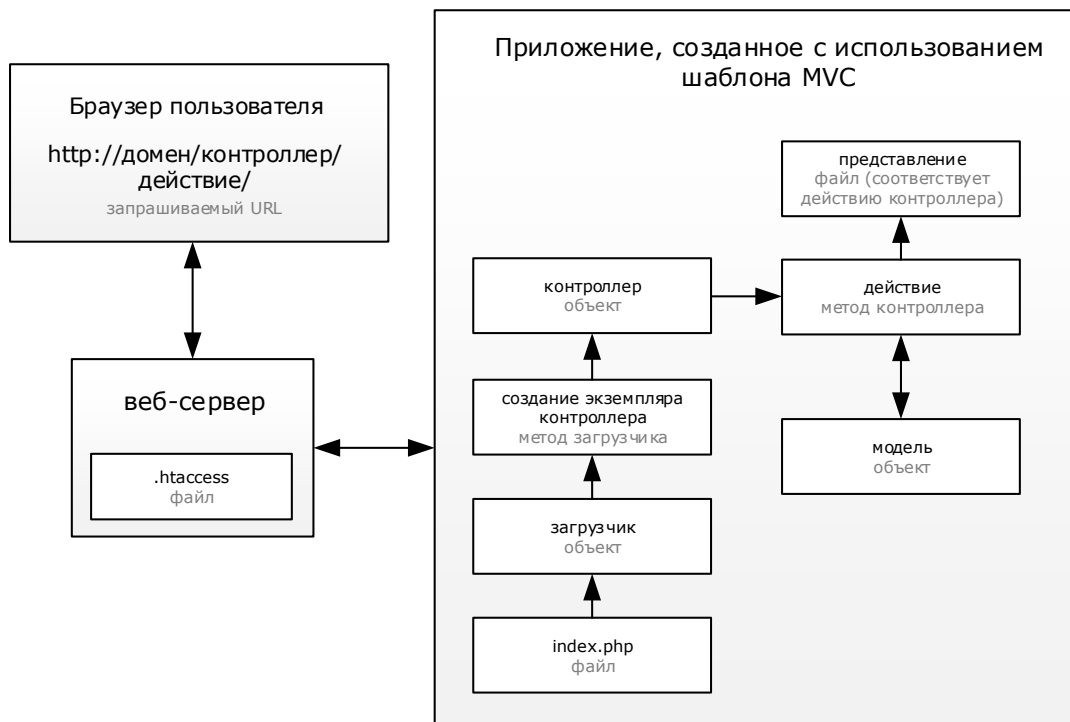 Приложение, созданное с использованием
шаблона MVC
Браузер пользователя
http://домен/контроллер/
действие/
запрашиваемый URL
представление
файл (соответствует
действию контроллера)
контроллер
объект
действие
метод контроллера
создание экземпляра
контроллера
метод загрузчика
веб-сервер
.htaccess
файл
модель
объект
загрузчик
объект
index.php
файл